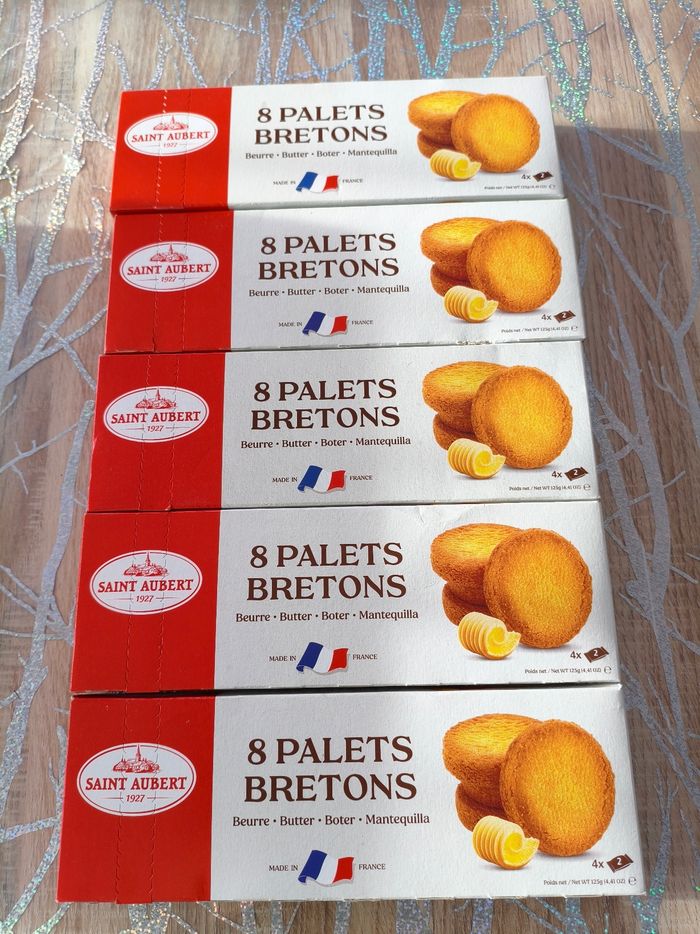 SAINT AUBERT
1927
8 PALETS
BRETONS
Beurre • Butter • Boter • Mantequilla
MADE IN FRANCE
4x 2
Poids net / Net WT 125g (4,41 OZ) e
SAINT AUBERT
1927
8 PALETS
BRETONS
Beurre • Butter • Boter • Mantequilla
MADE IN FRANCE
4x 2
Poids net / Net WT 125g (4,41 OZ) e
SAINT AUBERT
1927
8 PALETS
BRETONS
Beurre • Butter • Boter • Mantequilla
MADE IN FRANCE
4x 2
Poids net / Net WT 125g (4,41 OZ) e
SAINT AUBERT
1927
8 PALETS
BRETONS
Beurre • Butter • Boter • Mantequilla
MADE IN FRANCE
4x 2
Poids net / Net WT 125g (4,41 OZ) e
SAINT AUBERT
1927
8 PALETS
BRETONS
Beurre • Butter • Boter • Mantequilla
MADE IN FRANCE
4x 2
Poids net / Net WT 125g (4,41 OZ) e